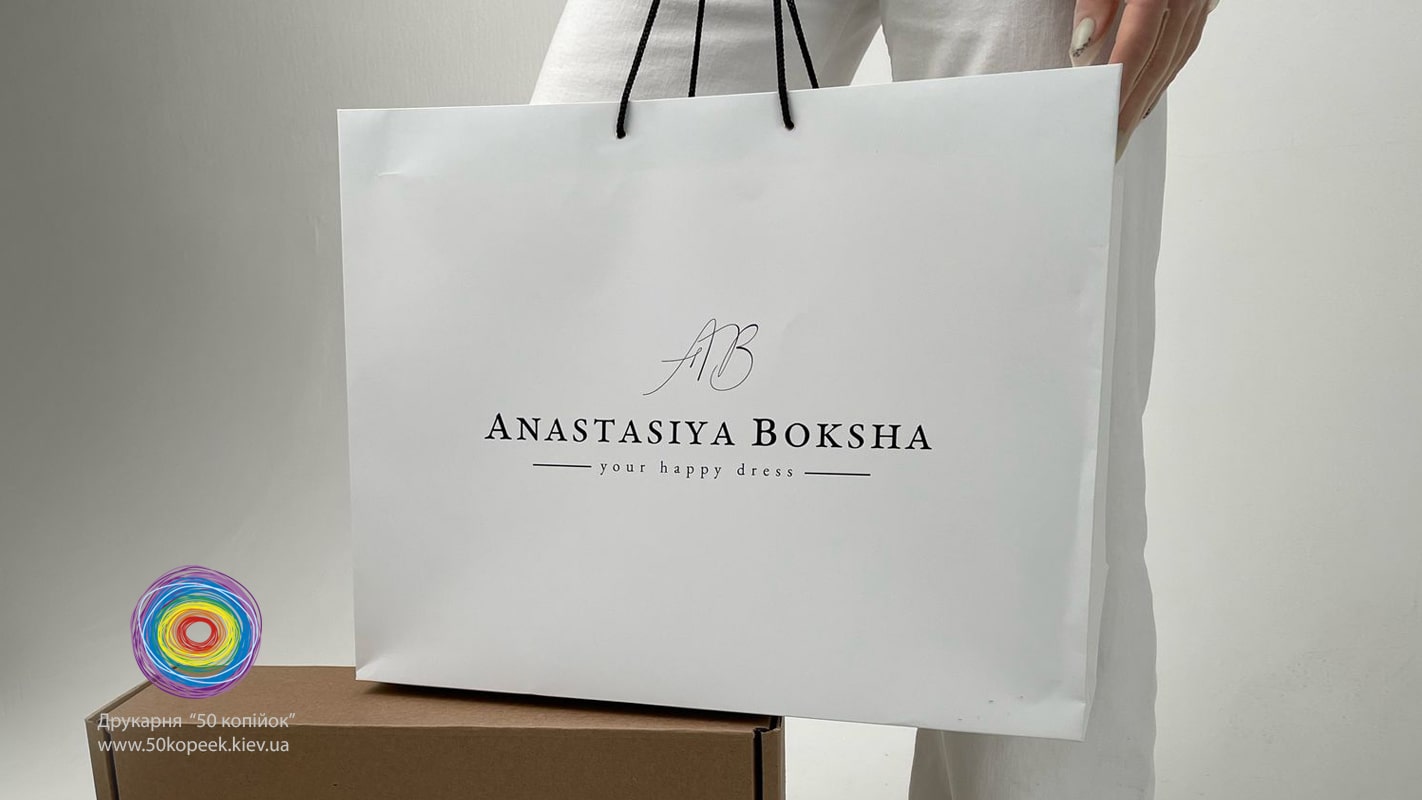 AB
ANASTASIYA BOKSHA
your happy dress
Друкарня "50 копійок"
www.50kopeek.kiev.ua